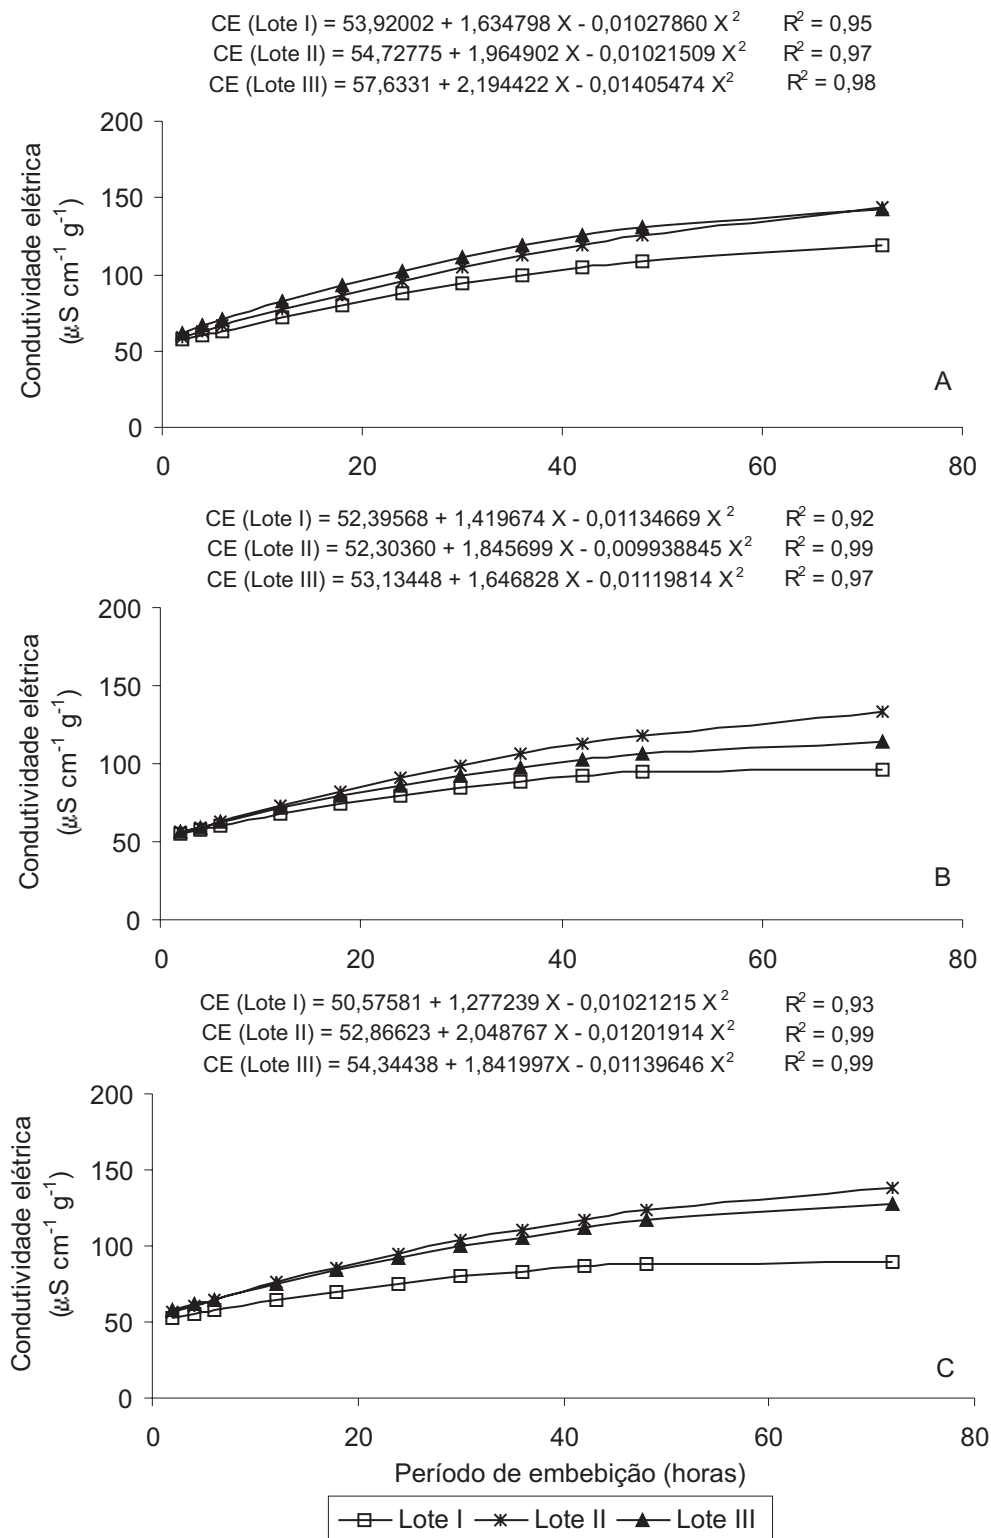 CE (Lote I) = 53,92002 + 1,634798 X - 0,01027860 X² R² = 0,95
CE (Lote II) = 54,72775 + 1,964902 X - 0,01021509 X² R² = 0,97
CE (Lote III) = 57,6331 + 2,194422 X - 0,01405474 X² R² = 0,98
Condutividade elétrica
(µS cm⁻¹ g⁻¹)
200
150
100
50
0
A
0 20 40 60 80
CE (Lote I) = 52,39568 + 1,419674 X - 0,01134669 X² R² = 0,92
CE (Lote II) = 52,30360 + 1,845699 X - 0,009938845 X² R² = 0,99
CE (Lote III) = 53,13448 + 1,646828 X - 0,01119814 X² R² = 0,97
Condutividade elétrica
(µS cm⁻¹ g⁻¹)
200
150
100
50
0
B
0 20 40 60 80
CE (Lote I) = 50,57581 + 1,277239 X - 0,01021215 X² R² = 0,93
CE (Lote II) = 52,86623 + 2,048767 X - 0,01201914 X² R² = 0,99
CE (Lote III) = 54,34438 + 1,841997X - 0,01139646 X² R² = 0,99
Condutividade elétrica
(µS cm⁻¹ g⁻¹)
200
150
100
50
0
C
0 20 40 60 80
Período de embebição (horas)
Lote I Lote II Lote III